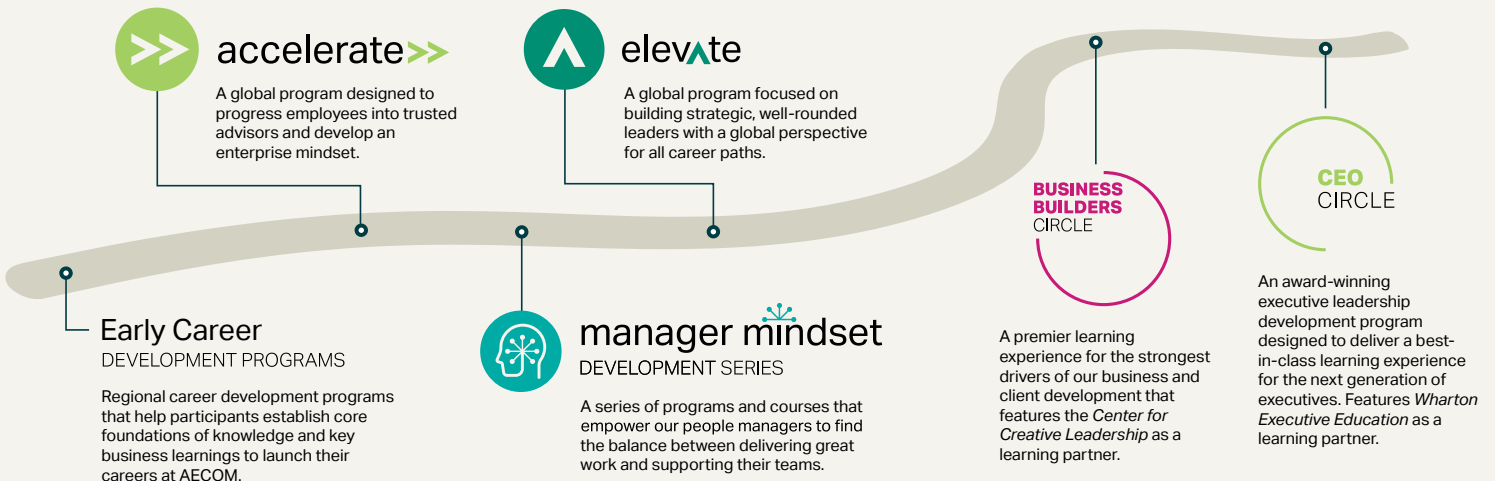 accelerate>>
A global program designed to
progress employees into trusted
advisors and develop an
enterprise mindset.
elevate
A global program focused on
building strategic, well-rounded
leaders with a global perspective
for all career paths.
Early Career
DEVELOPMENT PROGRAMS
Regional career development programs
that help participants establish core
foundations of knowledge and key
business learnings to launch their
careers at AECOM.
manager mindset
DEVELOPMENT SERIES
A series of programs and courses that
empower our people managers to find
the balance between delivering great
work and supporting their teams.
BUSINESS
BUILDERS
CIRCLE
A premier learning
experience for the strongest
drivers of our business and
client development that
features the Center for
Creative Leadership as a
learning partner.
CEO
CIRCLE
An award-winning
executive leadership
development program
designed to deliver a best-
in-class learning experience
for the next generation of
executives. Features Wharton
Executive Education as a
learning partner.